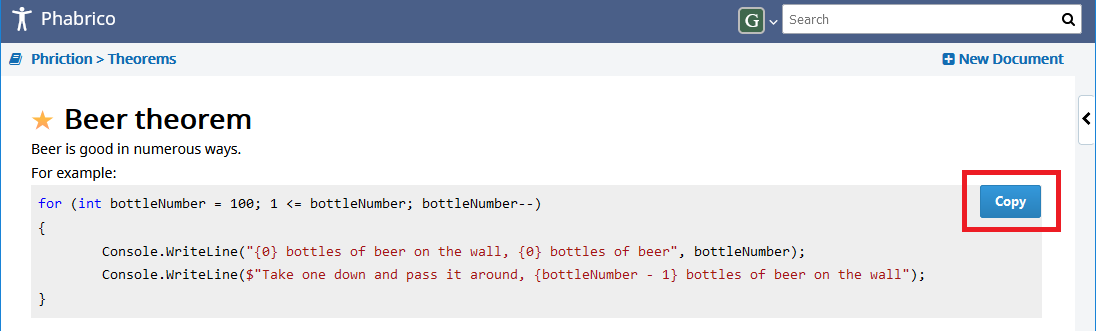 Phabrico
G
Search
Phriction > Theorems
New Document
Beer theorem
Beer is good in numerous ways.
For example:
Copy
for (int bottleNumber = 100; 1 <= bottleNumber; bottleNumber--)
{
        Console.WriteLine("{0} bottles of beer on the wall, {0} bottles of beer", bottleNumber);
        Console.WriteLine($"Take one down and pass it around, {bottleNumber - 1} bottles of beer on the wall");
}